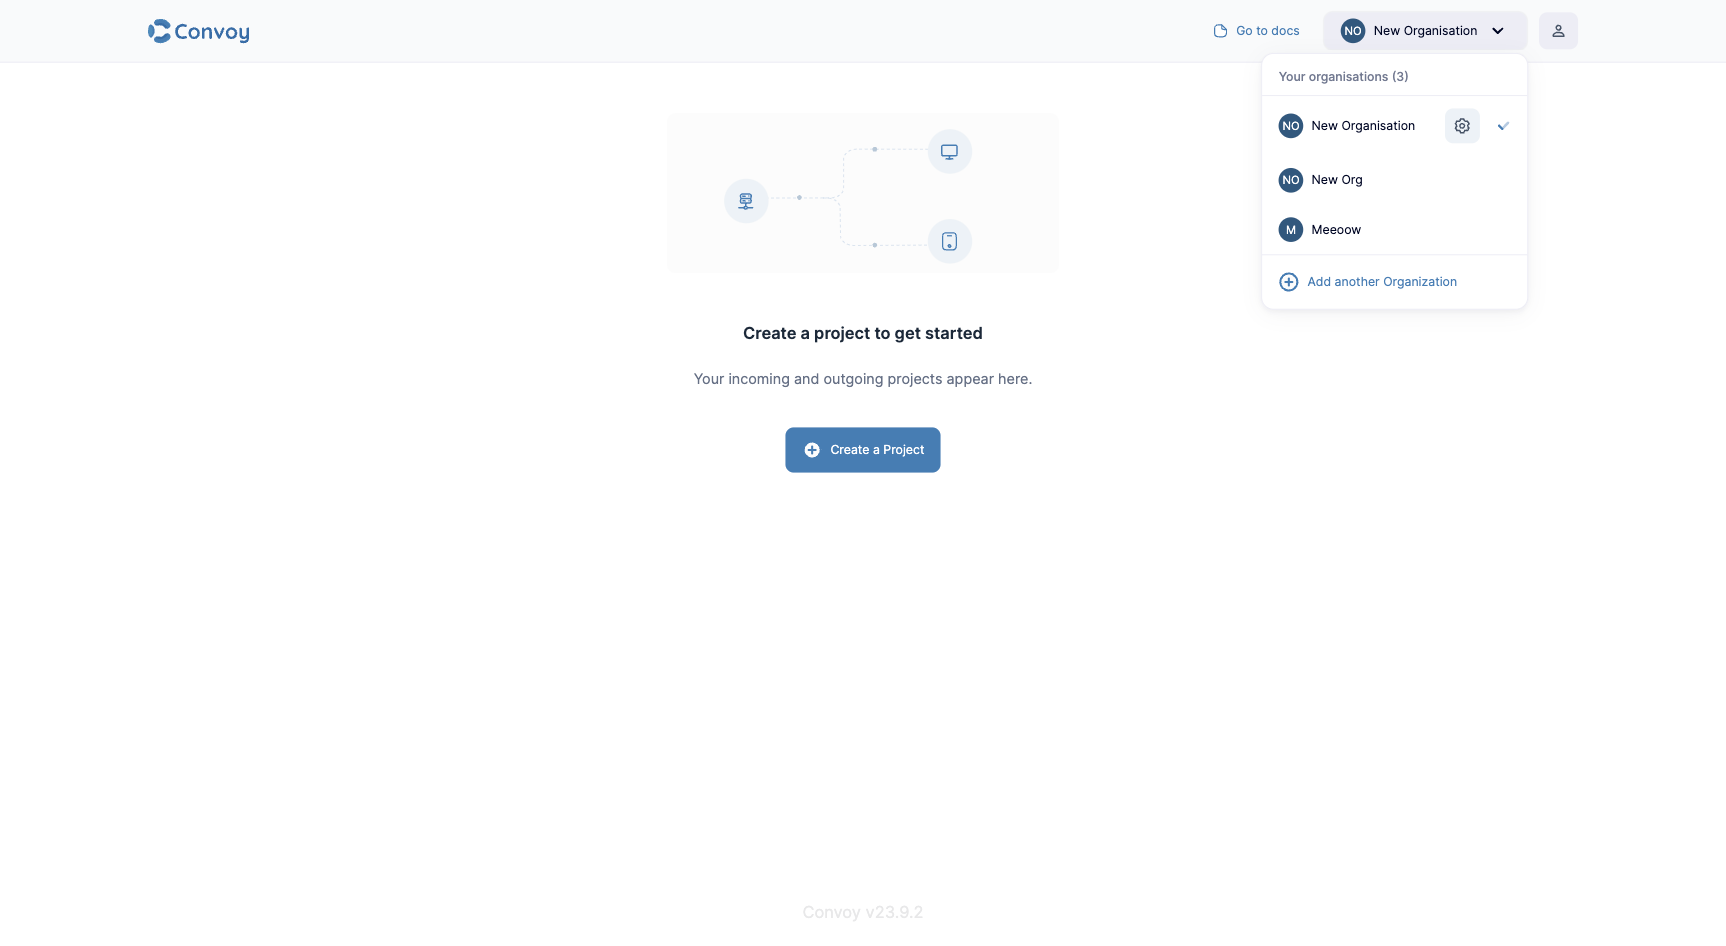 Convoy
Go to docs
NO New Organisation
Your organisations (3)
NO New Organisation
NO New Org
M Meeoow
Add another Organization
Create a project to get started
Your incoming and outgoing projects appear here.
Create a Project
Convoy v23.9.2